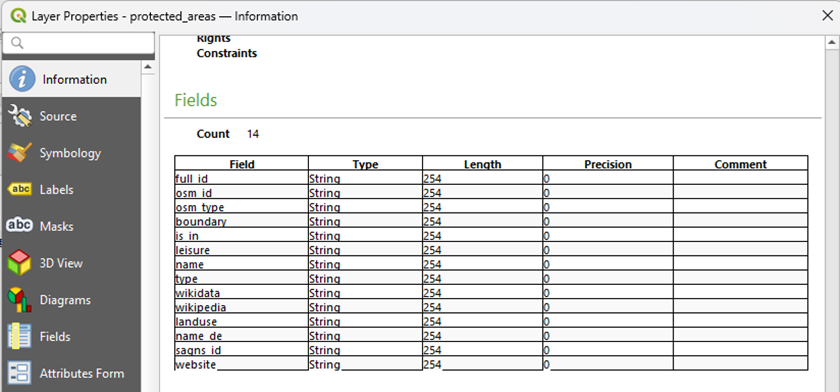 Layer Properties - protected_areas — Information
Rights
Constraints
Information
Source
Symbology
abc Labels
abc Masks
3D View
Diagrams
Fields
Attributes Form
Fields
Count 14
Field Type Length Precision Comment
full_id String 254 0
osm_id String 254 0
osm_type String 254 0
boundary String 254 0
is_in String 254 0
leisure String 254 0
name String 254 0
type String 254 0
wikidata String 254 0
wikipedia String 254 0
landuse String 254 0
name_de String 254 0
sagns_id String 254 0
website String 254 0